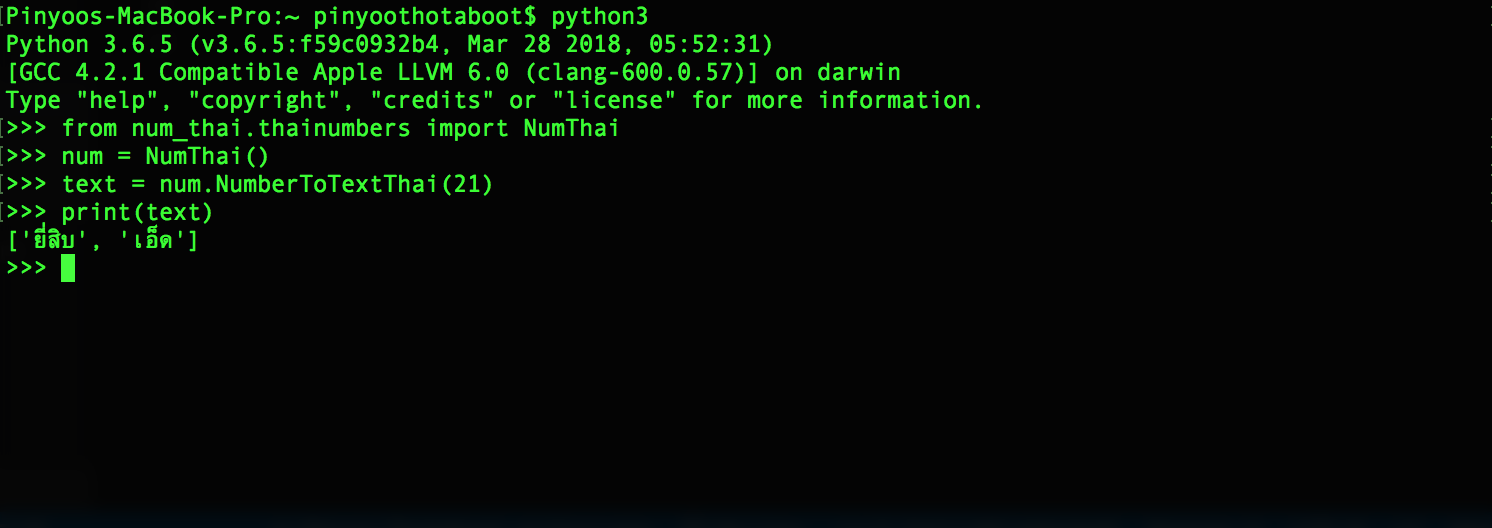 [Pinyoos-MacBook-Pro:~ pinyoothotaboot$ python3
Python 3.6.5 (v3.6.5:f59c0932b4, Mar 28 2018, 05:52:31)
[GCC 4.2.1 Compatible Apple LLVM 6.0 (clang-600.0.57)] on darwin
Type "help", "copyright", "credits" or "license" for more information.
[>>> from num_thai.thainumbers import NumThai
[>>> num = NumThai()
[>>> text = num.NumberToTextThai(21)
[>>> print(text)
['ยี่สิบ', 'เอ็ด']
>>>